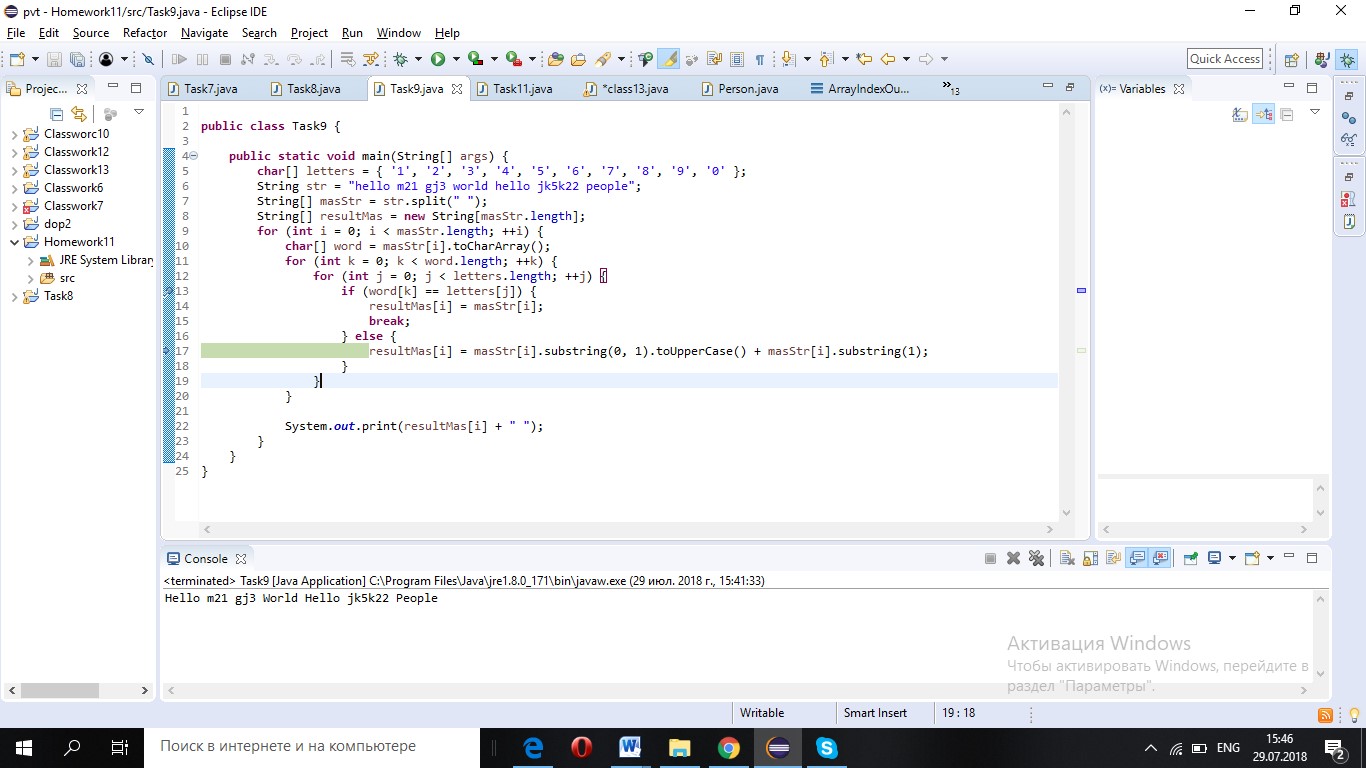 pvt - Homework11/src/Task9.java - Eclipse IDE
File Edit Source Refactor Navigate Search Project Run Window Help
Quick Access
Projec...
Task7.java Task8.java Task9.java Task11.java *class13.java Person.java ArrayIndexOu... »13
(x)= Variables
Classworc10
Classwork12
Classwork13
Classwork6
Classwork7
dop2
Homework11
JRE System Librar
src
Task8
1
2 public class Task9 {
3
4 public static void main(String[] args) {
5 char[] letters = { '1', '2', '3', '4', '5', '6', '7', '8', '9', '0' };
6 String str = "hello m21 gj3 world hello jk5k22 people";
7 String[] masStr = str.split(" ");
8 String[] resultMas = new String[masStr.length];
9 for (int i = 0; i < masStr.length; ++i) {
10 char[] word = masStr[i].toCharArray();
11 for (int k = 0; k < word.length; ++k) {
12 for (int j = 0; j < letters.length; ++j) {
13 if (word[k] == letters[j]) {
14 resultMas[i] = masStr[i];
15 break;
16 } else {
17 resultMas[i] = masStr[i].substring(0, 1).toUpperCase() + masStr[i].substring(1);
18 }
19 }
20 }
21
22 System.out.print(resultMas[i] + " ");
23 }
24 }
25 }
Console
<terminated> Task9 [Java Application] C:\Program Files\Java\jre1.8.0_171\bin\javaw.exe (29 июл. 2018 г., 15:41:33)
Hello m21 gj3 World Hello jk5k22 People
Активация Windows
Чтобы активировать Windows, перейдите в
раздел "Параметры".
Writable Smart Insert 19 : 18
Поиск в интернете и на компьютере
ENG
15:46
29.07.2018
2